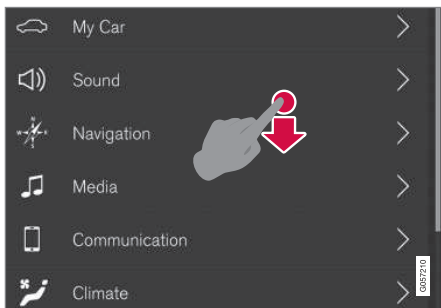 My Car
Sound
Navigation
Media
Communication
Climate
G057210